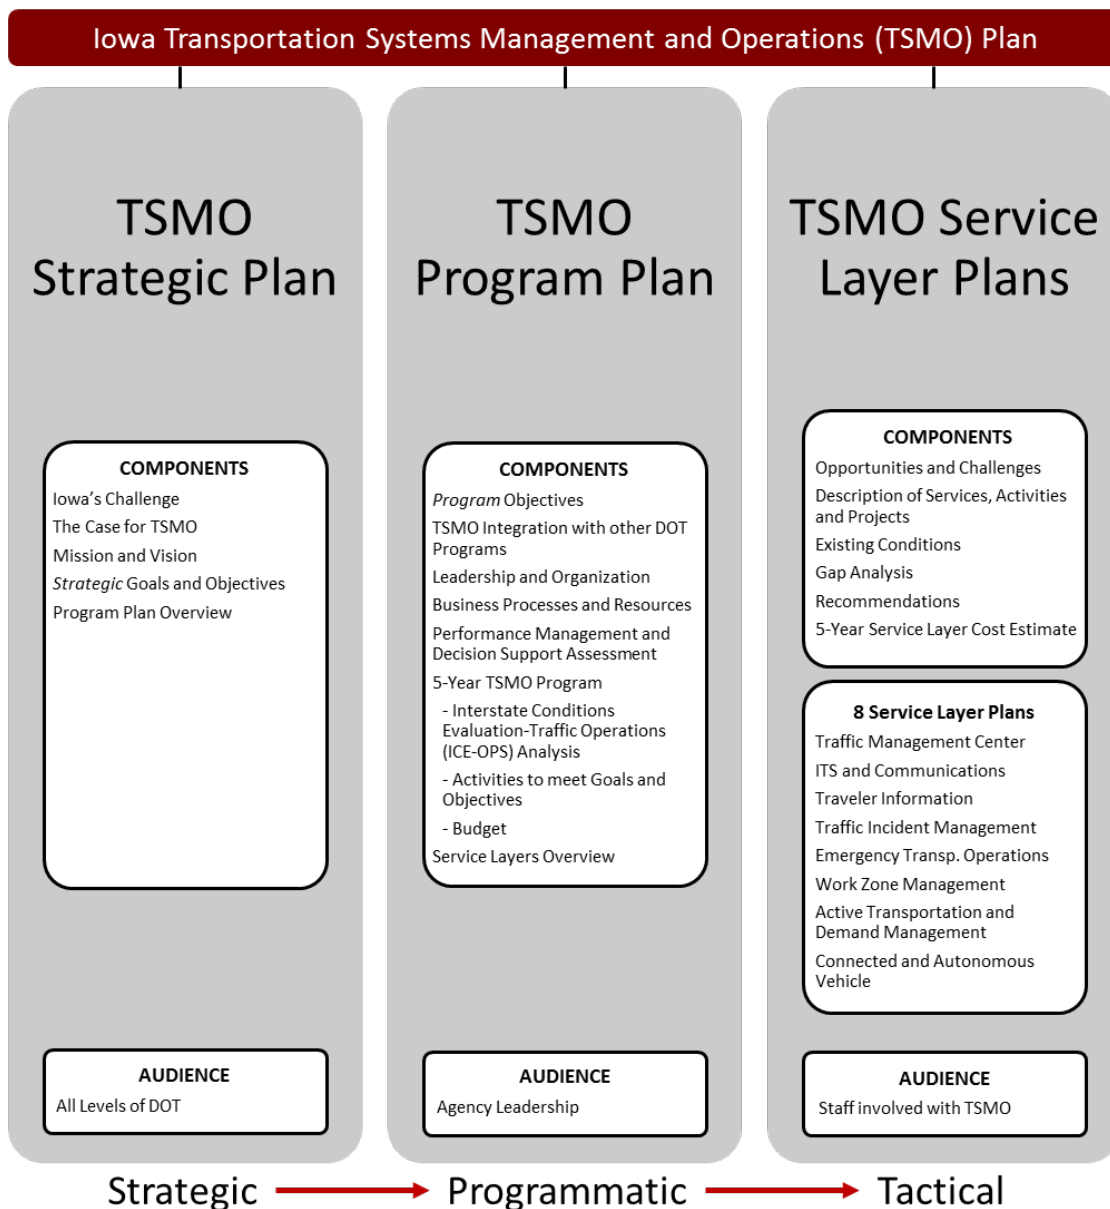 Iowa Transportation Systems Management and Operations (TSMO) Plan
TSMO
Strategic Plan
COMPONENTS
Iowa's Challenge
The Case for TSMO
Mission and Vision
Strategic Goals and Objectives
Program Plan Overview
AUDIENCE
All Levels of DOT
TSMO
Program Plan
COMPONENTS
Program Objectives
TSMO Integration with other DOT
Programs
Leadership and Organization
Business Processes and Resources
Performance Management and
Decision Support Assessment
5-Year TSMO Program
- Interstate Conditions
Evaluation-Traffic Operations
(ICE-OPS) Analysis
- Activities to meet Goals and
Objectives
- Budget
Service Layers Overview
AUDIENCE
Agency Leadership
TSMO Service
Layer Plans
COMPONENTS
Opportunities and Challenges
Description of Services, Activities
and Projects
Existing Conditions
Gap Analysis
Recommendations
5-Year Service Layer Cost Estimate
8 Service Layer Plans
Traffic Management Center
ITS and Communications
Traveler Information
Traffic Incident Management
Emergency Transp. Operations
Work Zone Management
Active Transportation and
Demand Management
Connected and Autonomous
Vehicle
AUDIENCE
Staff involved with TSMO
Strategic
Programmatic
Tactical